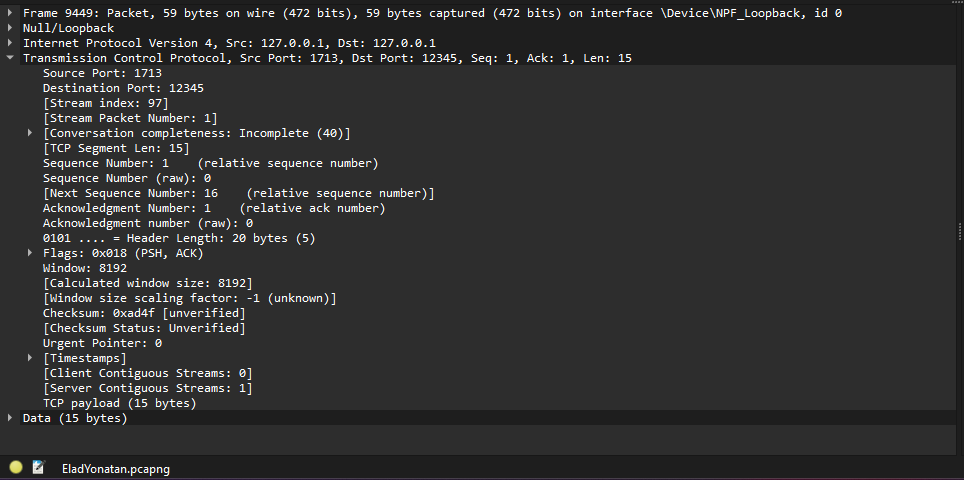 Frame 9449: Packet, 59 bytes on wire (472 bits), 59 bytes captured (472 bits) on interface \Device\NPF_Loopback, id 0
Null/Loopback
Internet Protocol Version 4, Src: 127.0.0.1, Dst: 127.0.0.1
Transmission Control Protocol, Src Port: 1713, Dst Port: 12345, Seq: 1, Ack: 1, Len: 15
Source Port: 1713
Destination Port: 12345
[Stream index: 97]
[Stream Packet Number: 1]
[Conversation completeness: Incomplete (40)]
[TCP Segment Len: 15]
Sequence Number: 1    (relative sequence number)
Sequence Number (raw): 0
[Next Sequence Number: 16    (relative sequence number)]
Acknowledgment Number: 1    (relative ack number)
Acknowledgment number (raw): 0
0101 .... = Header Length: 20 bytes (5)
Flags: 0x018 (PSH, ACK)
Window: 8192
[Calculated window size: 8192]
[Window size scaling factor: -1 (unknown)]
Checksum: 0xad4f [unverified]
[Checksum Status: Unverified]
Urgent Pointer: 0
[Timestamps]
[Client Contiguous Streams: 0]
[Server Contiguous Streams: 1]
TCP payload (15 bytes)
Data (15 bytes)
EladYonatan.pcapng